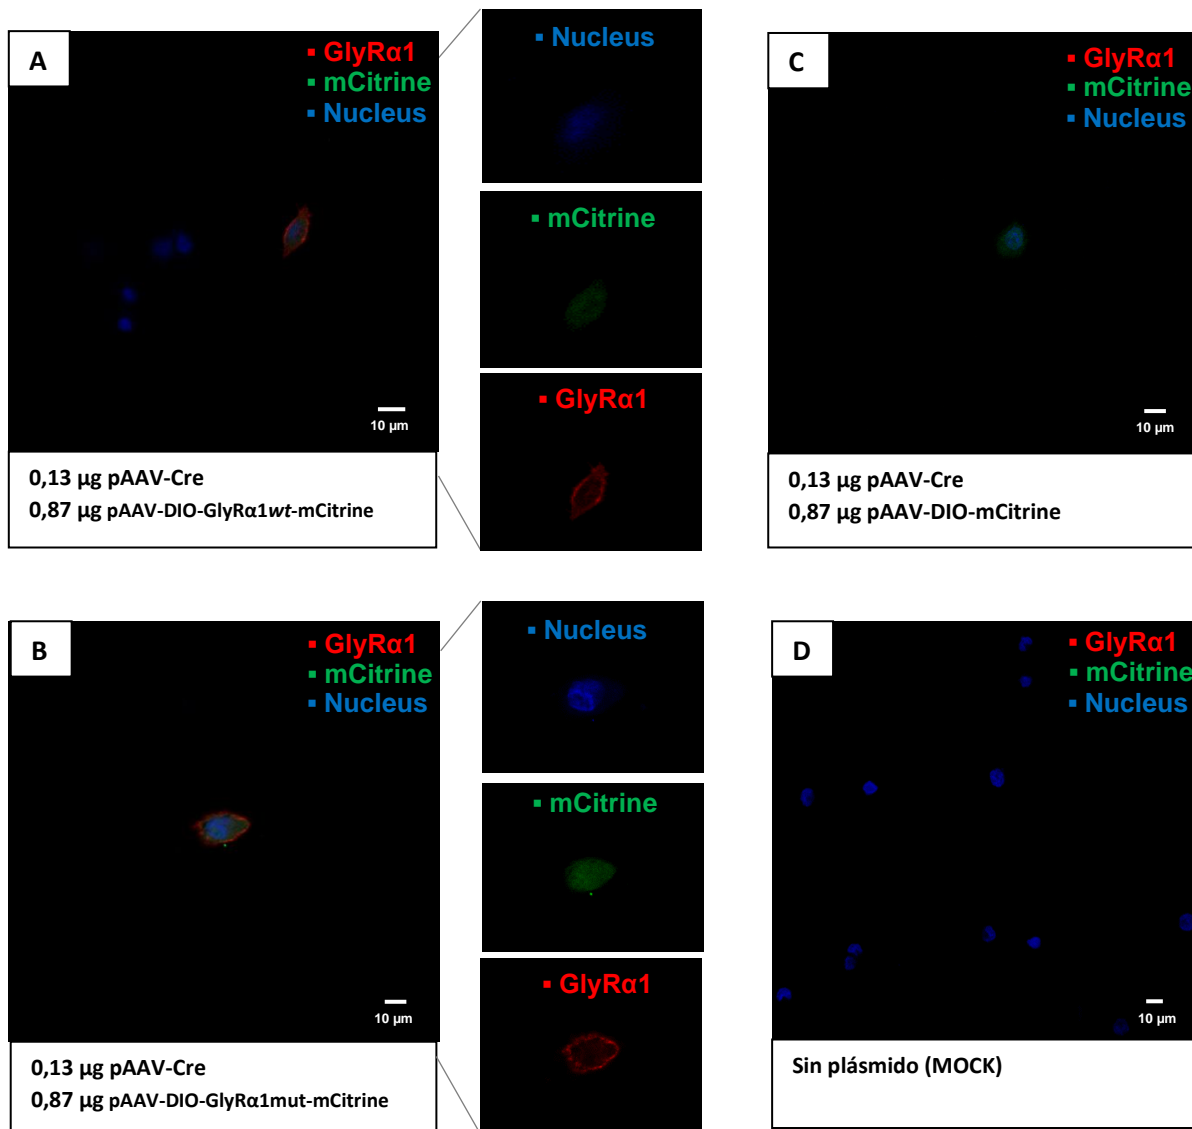 A
▪ GlyRα1
▪ mCitrine
▪ Nucleus
10 µm
0,13 µg pAAV-Cre
0,87 µg pAAV-DIO-GlyRα1wt-mCitrine
▪ Nucleus
▪ mCitrine
▪ GlyRα1
C
▪ GlyRα1
▪ mCitrine
▪ Nucleus
10 µm
0,13 µg pAAV-Cre
0,87 µg pAAV-DIO-mCitrine
B
▪ GlyRα1
▪ mCitrine
▪ Nucleus
10 µm
0,13 µg pAAV-Cre
0,87 µg pAAV-DIO-GlyRα1mut-mCitrine
▪ Nucleus
▪ mCitrine
▪ GlyRα1
D
▪ GlyRα1
▪ mCitrine
▪ Nucleus
10 µm
Sin plásmido (MOCK)